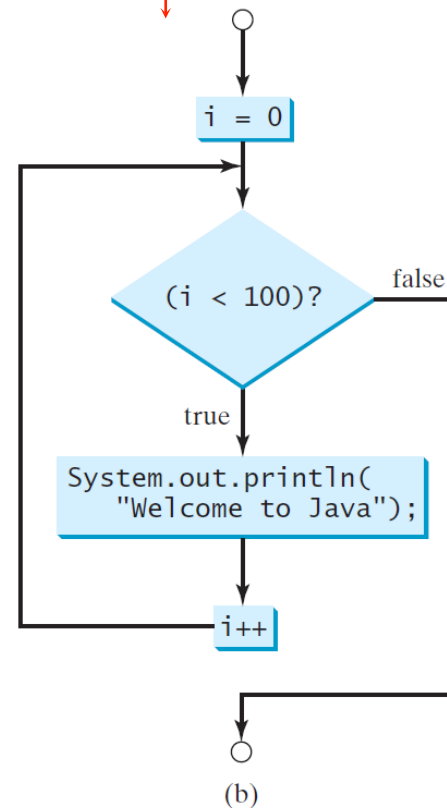 i = 0
(i < 100)?
false
true
System.out.println(
"Welcome to Java");
i++
(b)